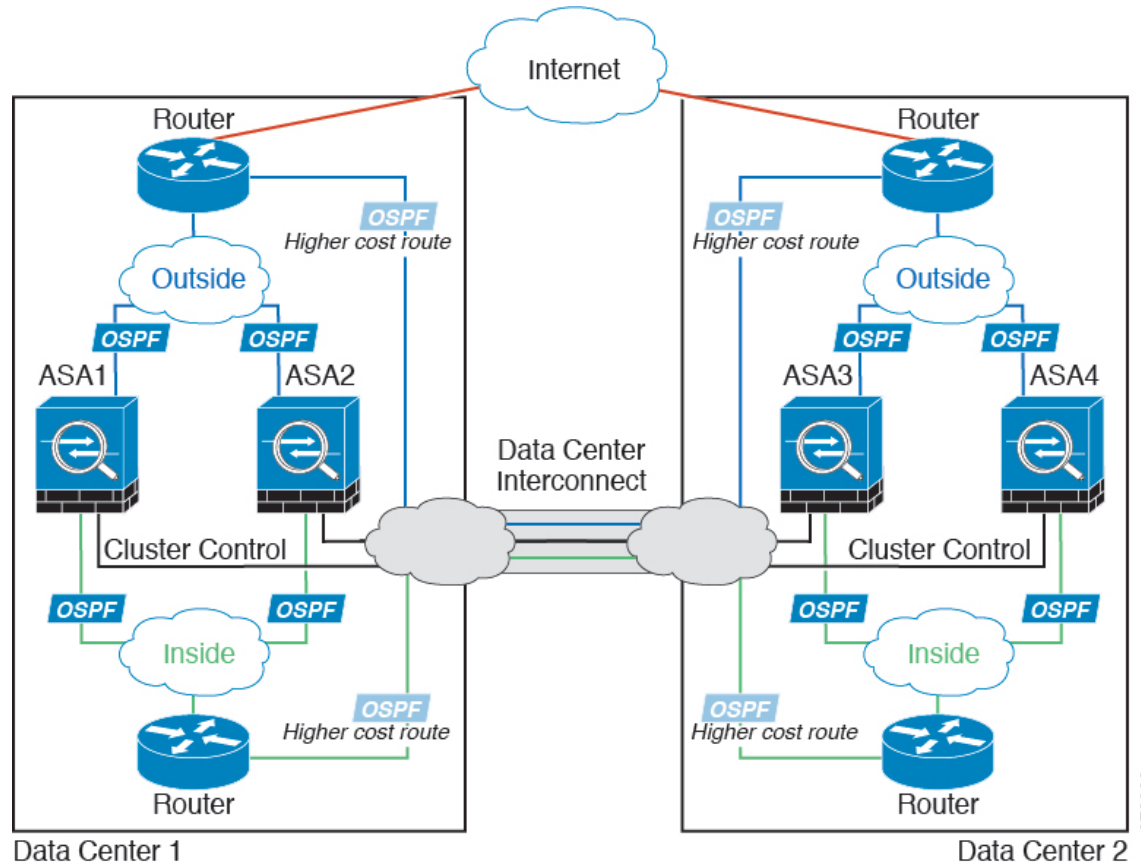 Internet
Router
Router
OSPF
Higher cost route
OSPF
Higher cost route
Outside
Outside
OSPF
OSPF
OSPF
OSPF
ASA1
ASA2
ASA3
ASA4
Data Center
Interconnect
Cluster Control
Cluster Control
OSPF
OSPF
OSPF
OSPF
Inside
Inside
OSPF
Higher cost route
OSPF
Higher cost route
Router
Router
Data Center 1
Data Center 2